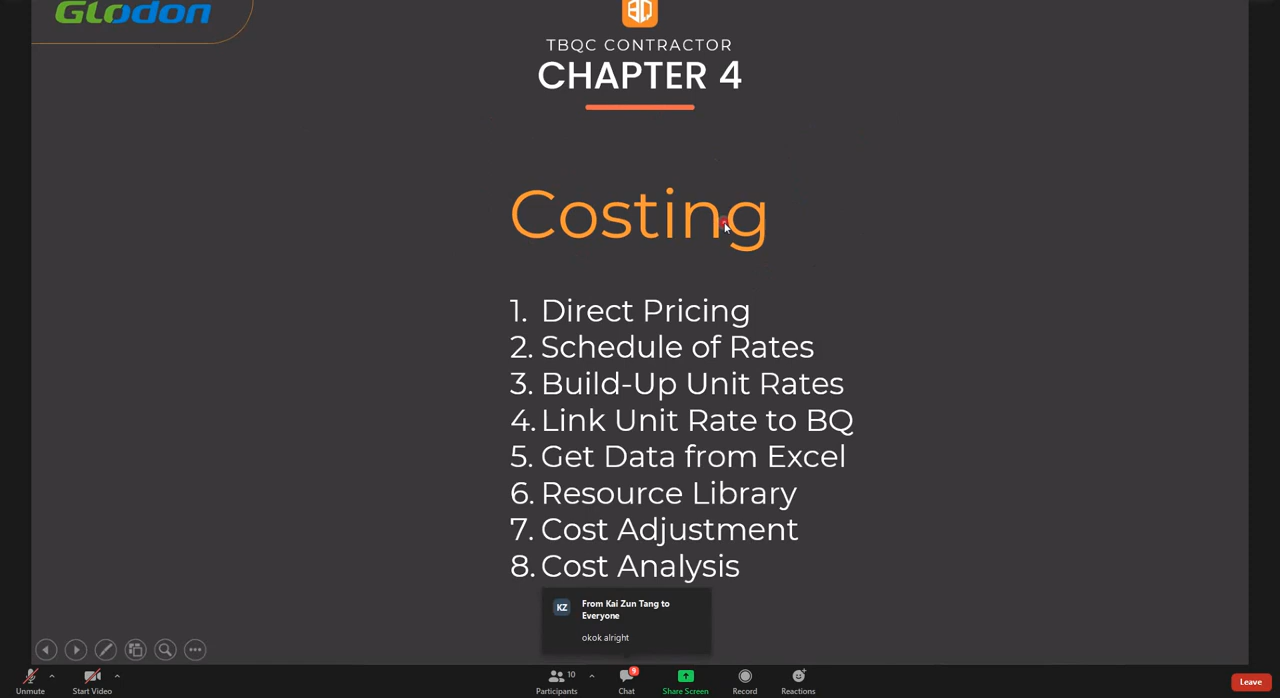 Glodon
BQ
TBQC CONTRACTOR
CHAPTER 4
Costing
1. Direct Pricing
2. Schedule of Rates
3. Build-Up Unit Rates
4. Link Unit Rate to BQ
5. Get Data from Excel
6. Resource Library
7. Cost Adjustment
8. Cost Analysis
KZ
From Kai Zun Tang to
Everyone
okok alright
10
9
Unmute
Start Video
Participants
Chat
Share Screen
Record
Reactions
Leave